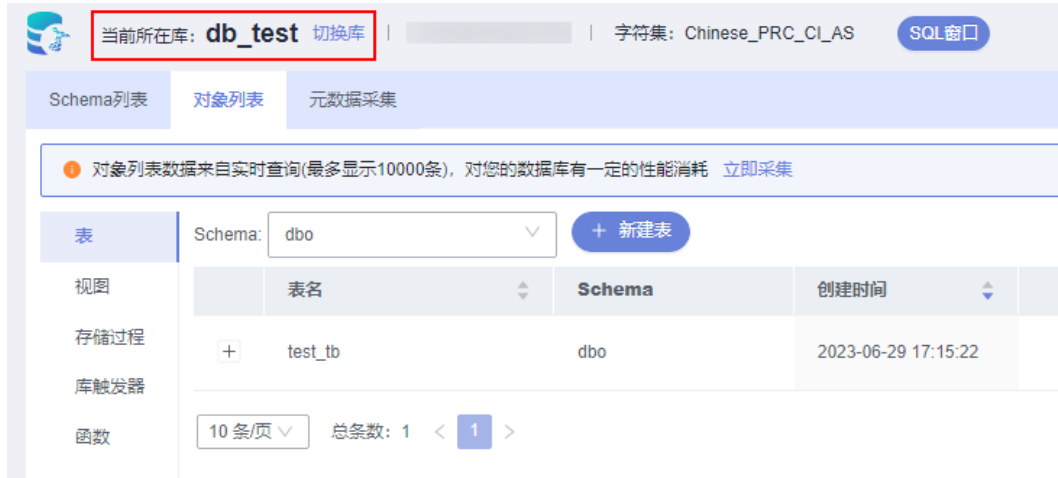 当前所在库: db_test 切换库 | | 字符集: Chinese_PRC_CI_AS SQL窗口
Schema列表 对象列表 元数据采集
对象列表数据来自实时查询(最多显示10000条), 对您的数据库有一定的性能消耗 立即采集
表 Schema: dbo + 新建表
视图 表名 Schema 创建时间
存储过程 + test_tb dbo 2023-06-29 17:15:22
库触发器
函数 10 条/页 总条数: 1 < 1 >